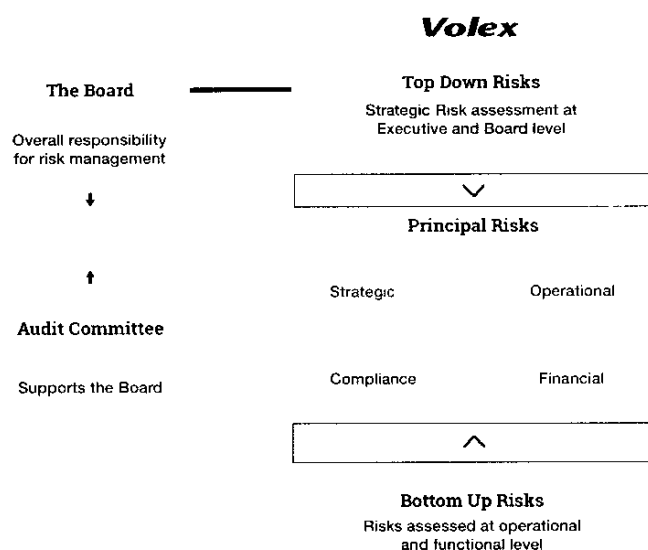 Volex
The Board
Overall responsibility
for risk management
Audit Committee
Supports the Board
Top Down Risks
Strategic Risk assessment at
Executive and Board level
Principal Risks
Strategic
Operational
Compliance
Financial
Bottom Up Risks
Risks assessed at operational
and functional level